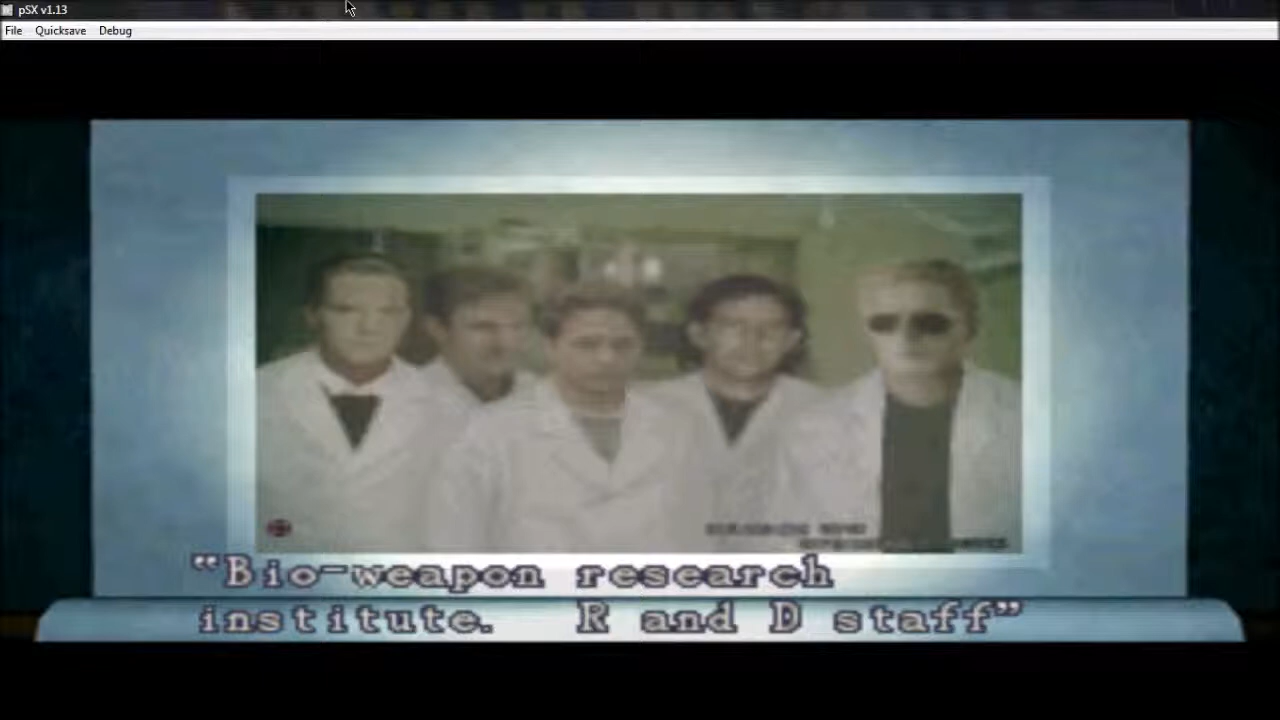 pSX v1.13
File Quicksave Debug
"Bio-weapon research
institute. R and D staff"